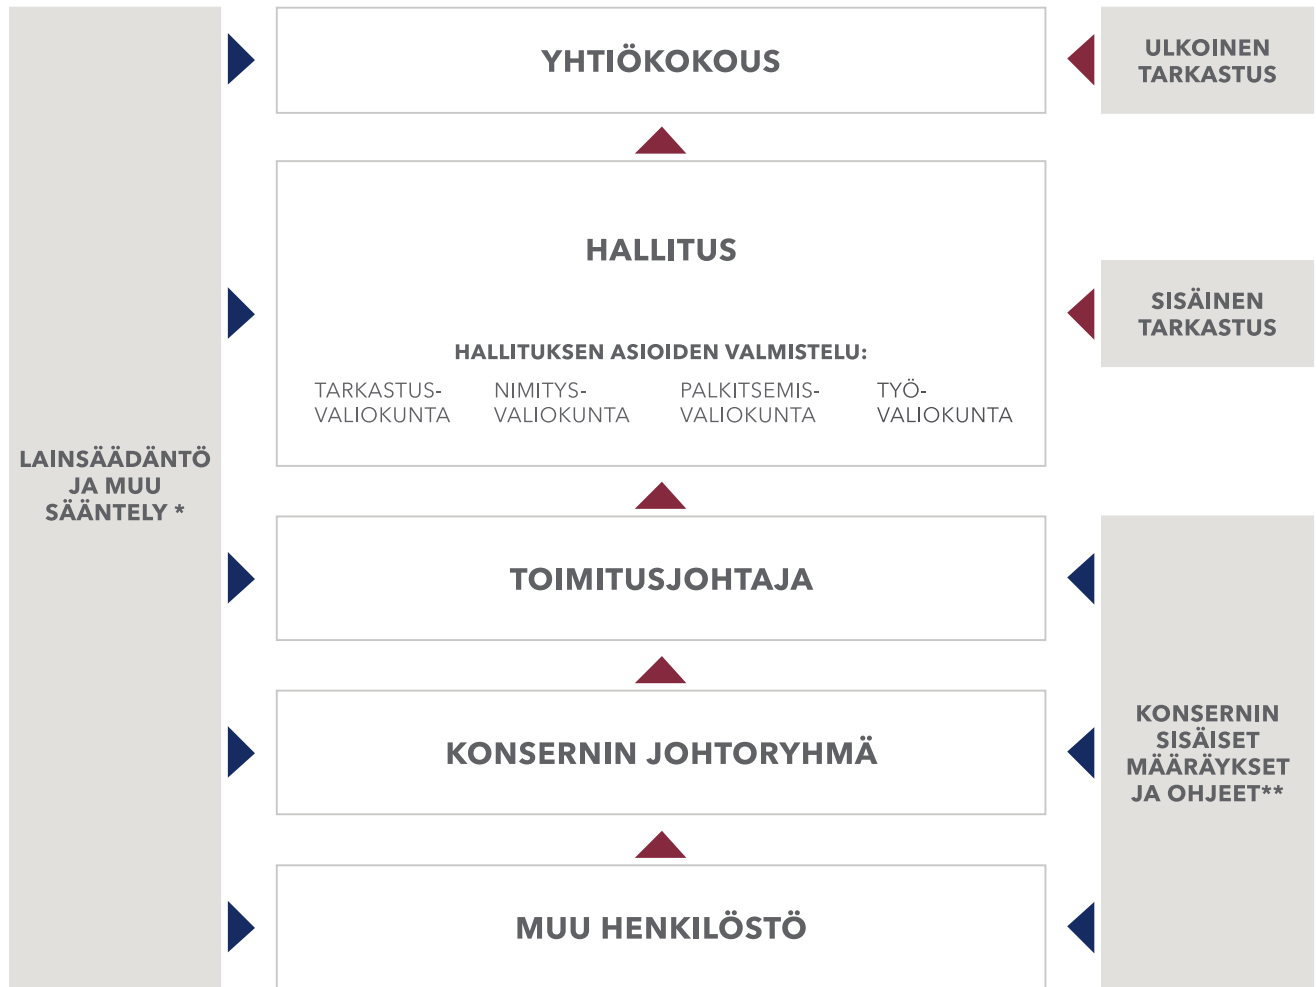 YHTIÖKOKOUS
ULKOINEN
TARKASTUS
HALLITUS
SISÄINEN
TARKASTUS
HALLITUKSEN ASIOIDEN VALMISTELU:
TARKASTUS-
VALIOKUNTA
NIMITYS-
VALIOKUNTA
PALKITSEMIS-
VALIOKUNTA
TYÖ-
VALIOKUNTA
LAINSÄÄDÄNTÖ
JA MUU
SÄÄNTELY *
TOIMITUSJOHTAJA
KONSERNIN JOHTORYHMÄ
KONSERNIN
SISÄISET
MÄÄRÄYKSET
JA OHJEET**
MUU HENKILÖSTÖ